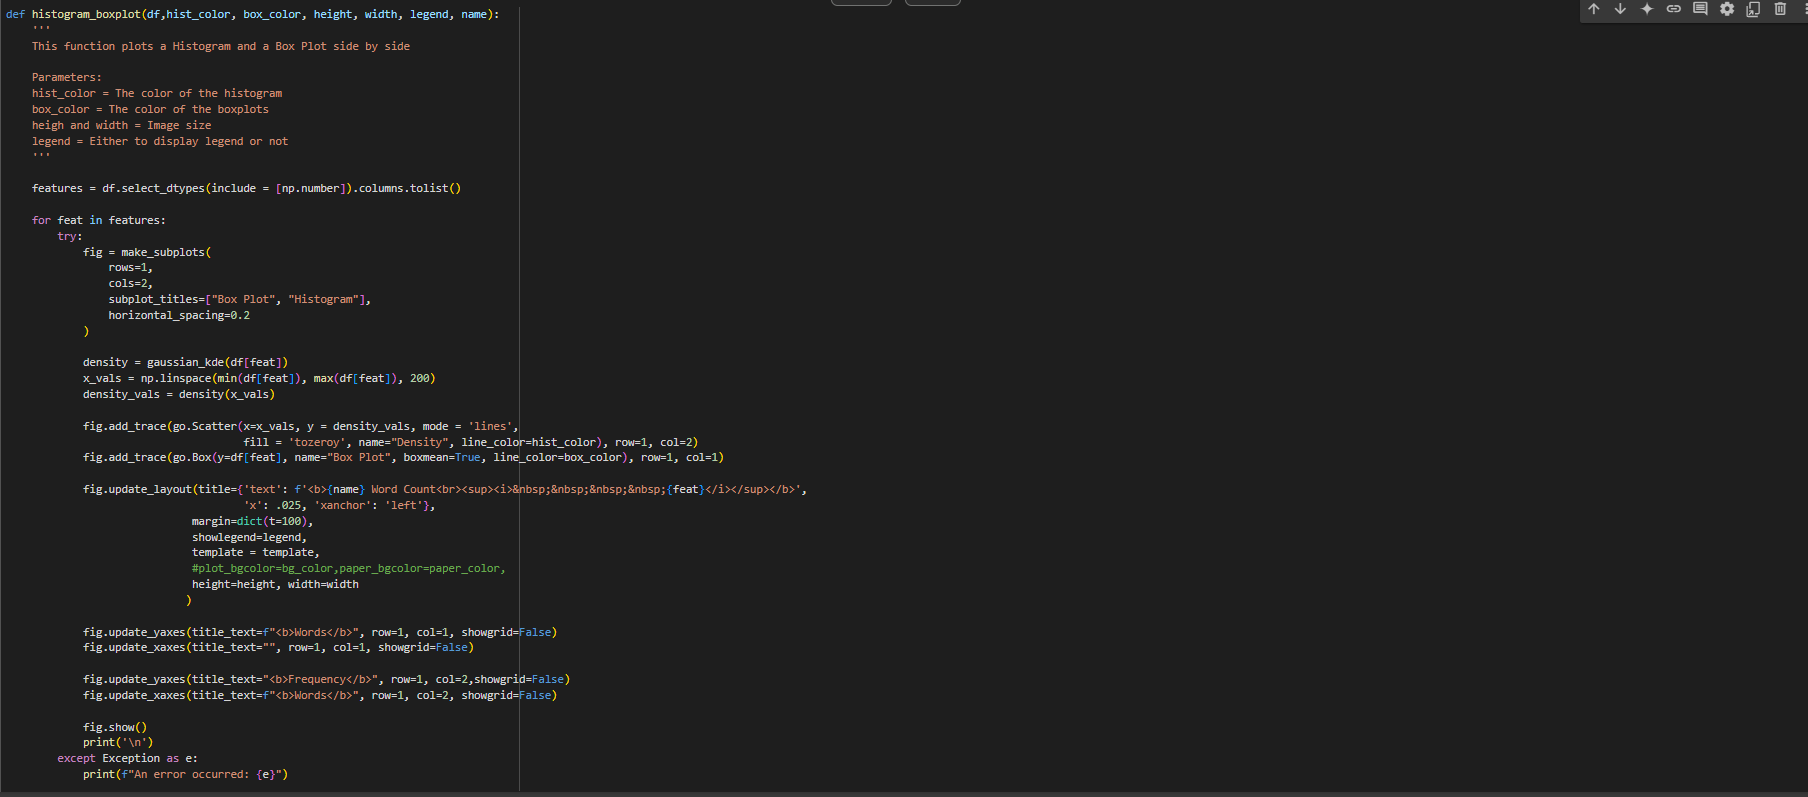 def histogram_boxplot(df,hist_color, box_color, height, width, legend, name):
    '''
    This function plots a Histogram and a Box Plot side by side

    Parameters:
    hist_color = The color of the histogram
    box_color = The color of the boxplots
    heigh and width = Image size
    legend = Either to display legend or not
    '''

    features = df.select_dtypes(include = [np.number]).columns.tolist()

    for feat in features:
        try:
            fig = make_subplots(
                rows=1,
                cols=2,
                subplot_titles=["Box Plot", "Histogram"],
                horizontal_spacing=0.2
            )

            density = gaussian_kde(df[feat])
            x_vals = np.linspace(min(df[feat]), max(df[feat]), 200)
            density_vals = density(x_vals)

            fig.add_trace(go.Scatter(x=x_vals, y = density_vals, mode = 'lines',
                                     fill = 'tozeroy', name="Density", line_color=hist_color), row=1, col=2)
            fig.add_trace(go.Box(y=df[feat], name="Box Plot", boxmean=True, line_color=box_color), row=1, col=1)

            fig.update_layout(title={'text': f'<b>{name} Word Count<br><sup><i>&nbsp;&nbsp;&nbsp;&nbsp;{feat}</i></sup></b>',
                                     'x': .025, 'xanchor': 'left'},
                             margin=dict(t=100),
                             showlegend=legend,
                             template = template,
                             #plot_bgcolor=bg_color,paper_bgcolor=paper_color,
                             height=height, width=width
                            )

            fig.update_yaxes(title_text=f"<b>Words</b>", row=1, col=1, showgrid=False)
            fig.update_xaxes(title_text="", row=1, col=1, showgrid=False)

            fig.update_yaxes(title_text="<b>Frequency</b>", row=1, col=2,showgrid=False)
            fig.update_xaxes(title_text=f"<b>Words</b>", row=1, col=2, showgrid=False)

            fig.show()
            print('\n')
        except Exception as e:
            print(f"An error occurred: {e}")